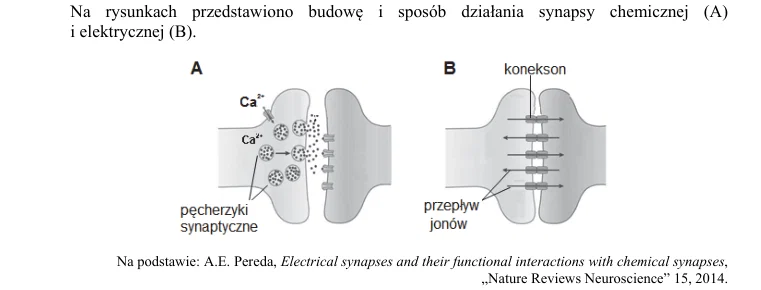 Na rysunkach przedstawiono budowę i sposób działania synapsy chemicznej (A)
i elektrycznej (B).
A
B
konekson
Ca²⁺
Ca²⁺
pęcherzyki
synaptyczne
przepływ
jonów
Na podstawie: A.E. Pereda, Electrical synapses and their functional interactions with chemical synapses,
„Nature Reviews Neuroscience” 15, 2014.